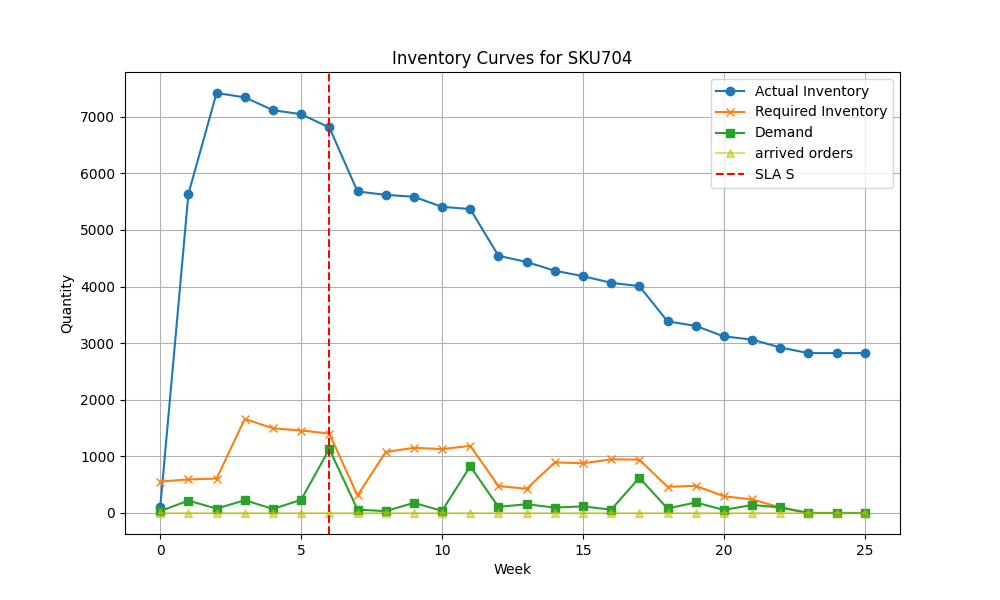 Inventory Curves for SKU704
Actual Inventory
Required Inventory
Demand
arrived orders
SLA S
7000
6000
5000
4000
3000
2000
1000
0
Quantity
0 5 10 15 20 25
Week